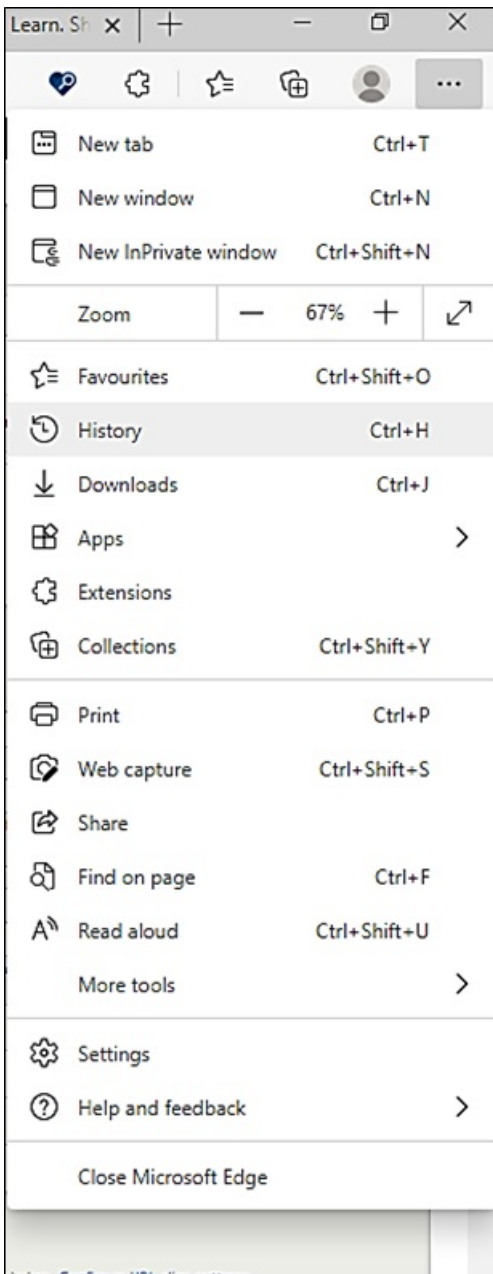 Learn. Sh
New tab Ctrl+T
New window Ctrl+N
New InPrivate window Ctrl+Shift+N
Zoom 67%
Favourites Ctrl+Shift+O
History Ctrl+H
Downloads Ctrl+J
Apps
Extensions
Collections Ctrl+Shift+Y
Print Ctrl+P
Web capture Ctrl+Shift+S
Share
Find on page Ctrl+F
Read aloud Ctrl+Shift+U
More tools
Settings
Help and feedback
Close Microsoft Edge